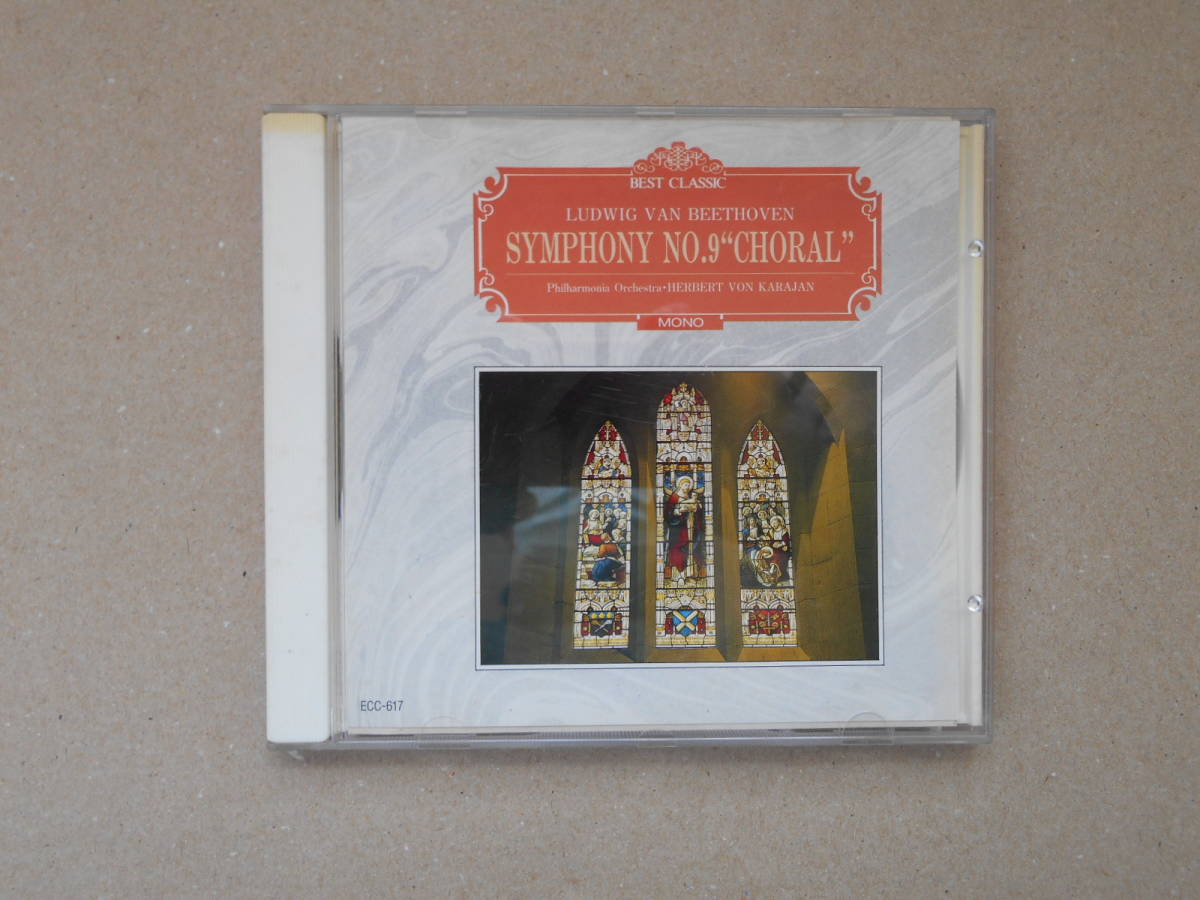 BEST CLASSIC
LUDWIG VAN BEETHOVEN
SYMPHONY NO.9“CHORAL”
Philharmonia Orchestra・HERBERT VON KARAJAN
MONO
ECC-617